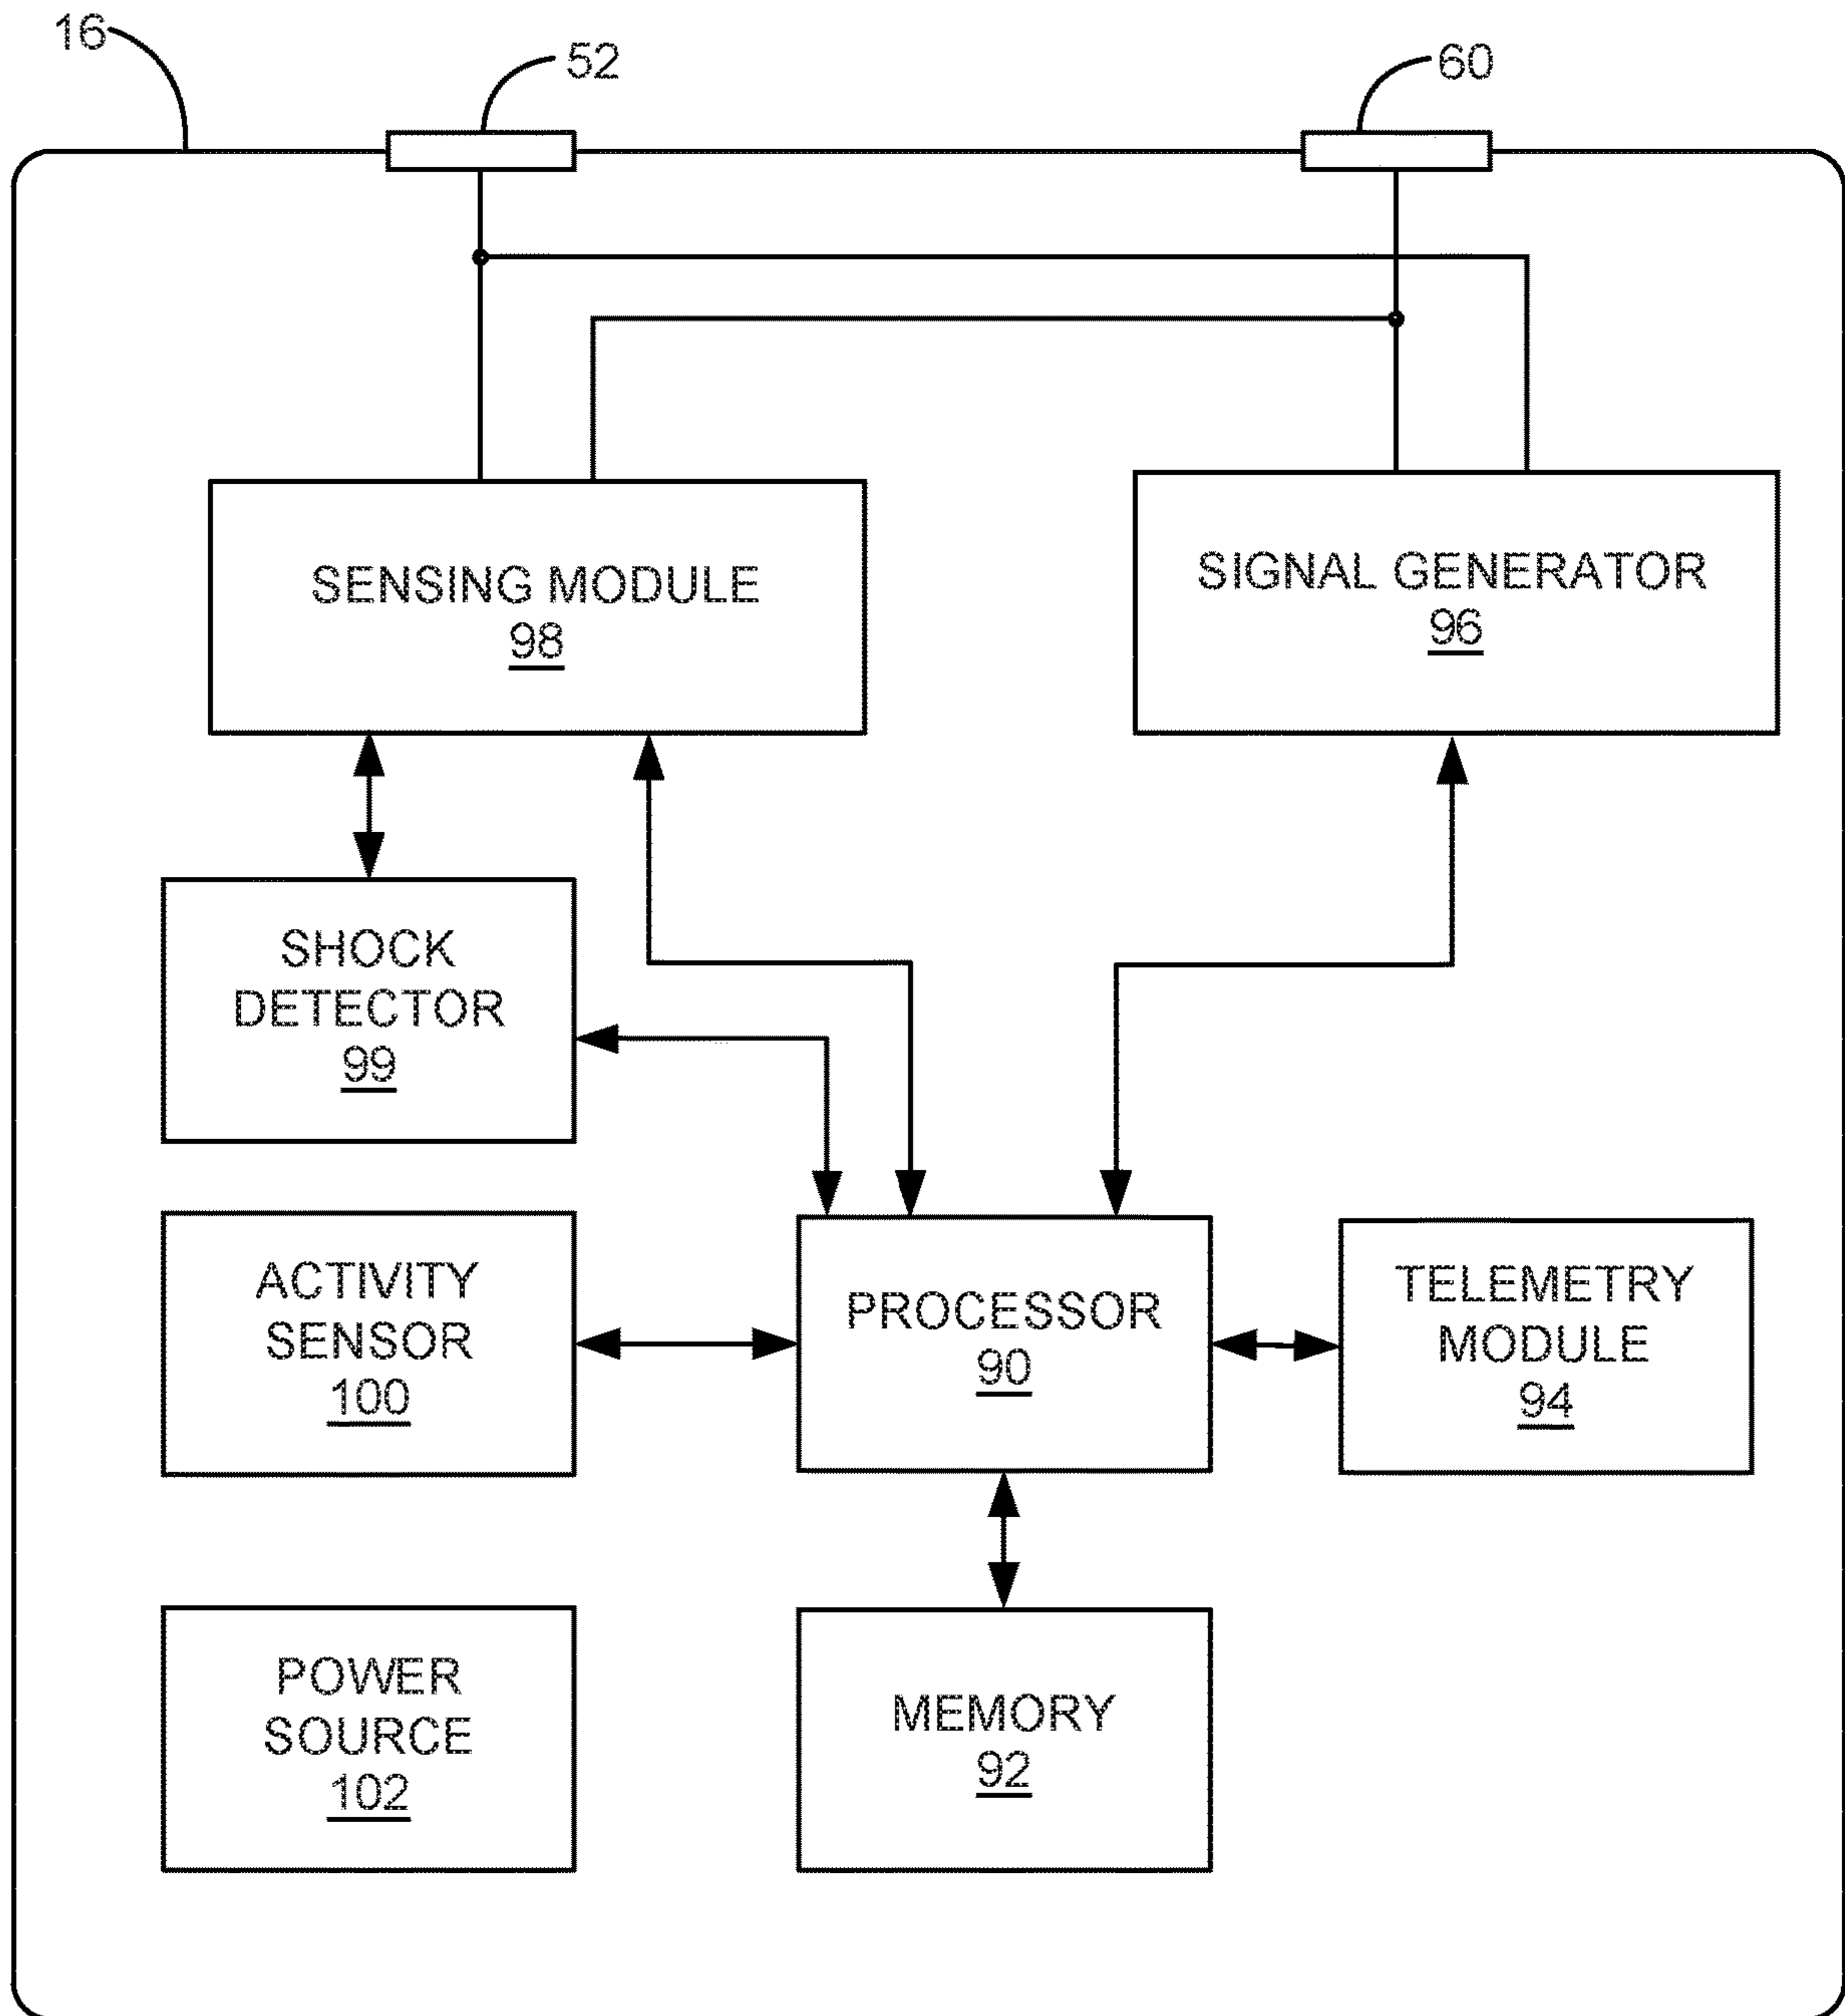 16
52
60
SENSING MODULE
98
SIGNAL GENERATOR
96
SHOCK
DETECTOR
99
ACTIVITY
SENSOR
100
PROCESSOR
90
TELEMETRY
MODULE
94
POWER
SOURCE
102
MEMORY
92